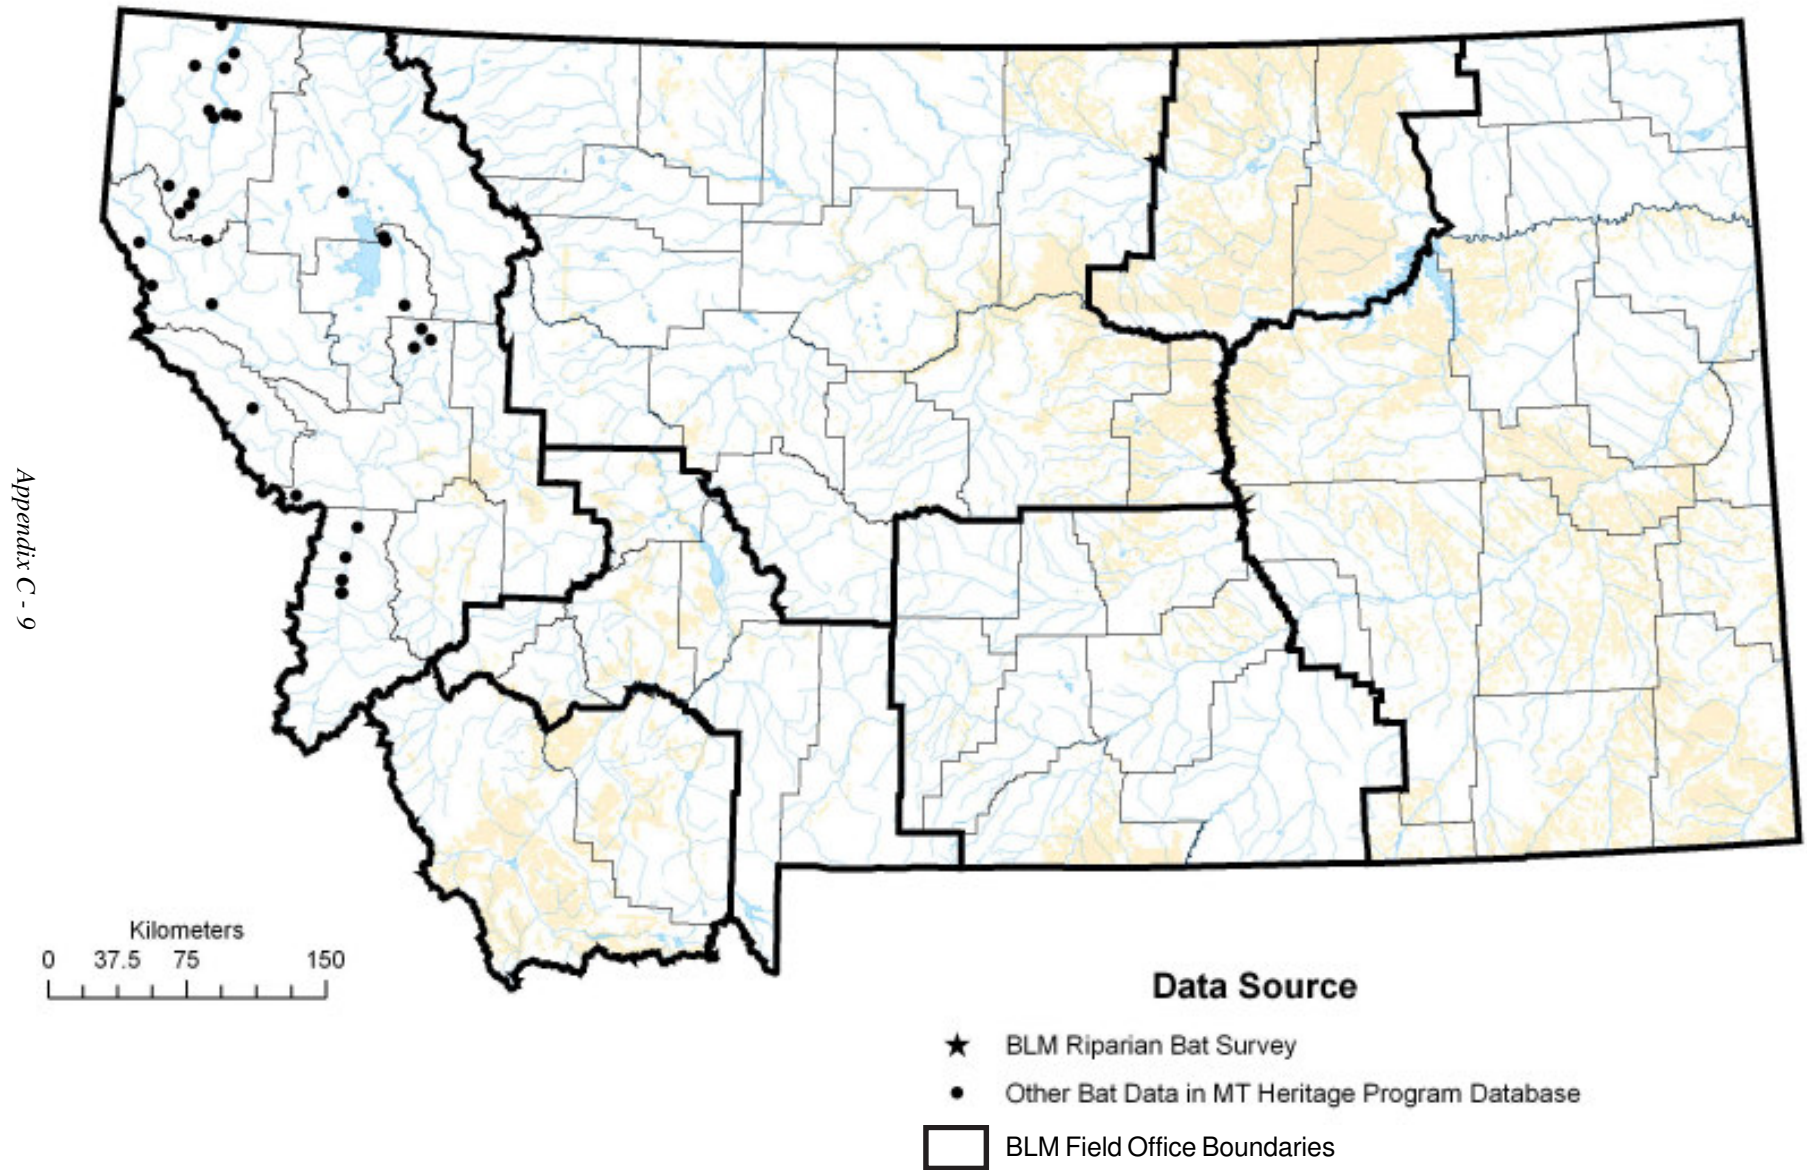 Appendix C - 9
Kilometers
0 37.5 75 150
Data Source
BLM Riparian Bat Survey
Other Bat Data in MT Heritage Program Database
BLM Field Office Boundaries